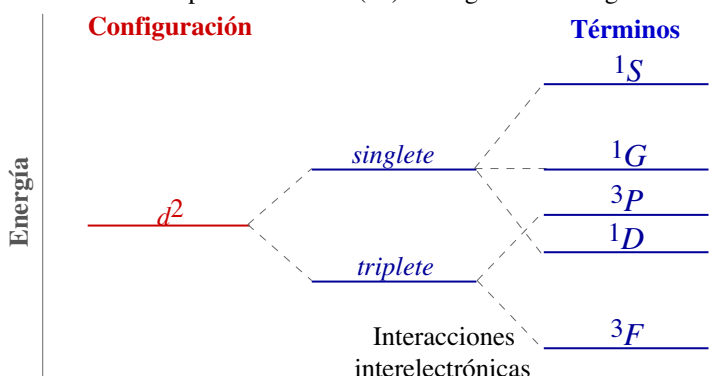 Configuración
Términos
Energía
d²
singlete
triplete
¹S
¹G
³P
¹D
³F
Interacciones
interelectrónicas